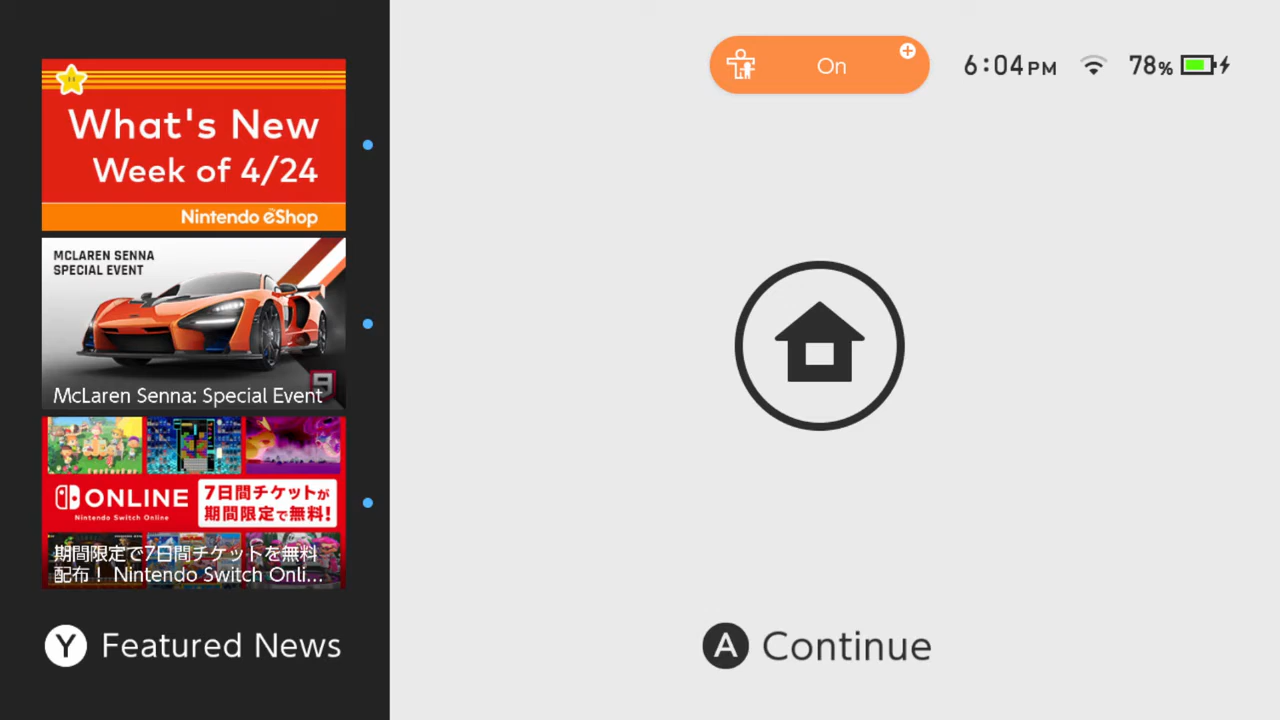 What's New
Week of 4/24
Nintendo eShop
MCLAREN SENNA
SPECIAL EVENT
9
McLaren Senna: Special Event
ONLINE
Nintendo Switch Online
7日間チケットが
期間限定で無料!
期間限定で7日間チケットを無料
配布! Nintendo Switch Onli...
Y Featured News
On
6:04 PM
78%
A Continue